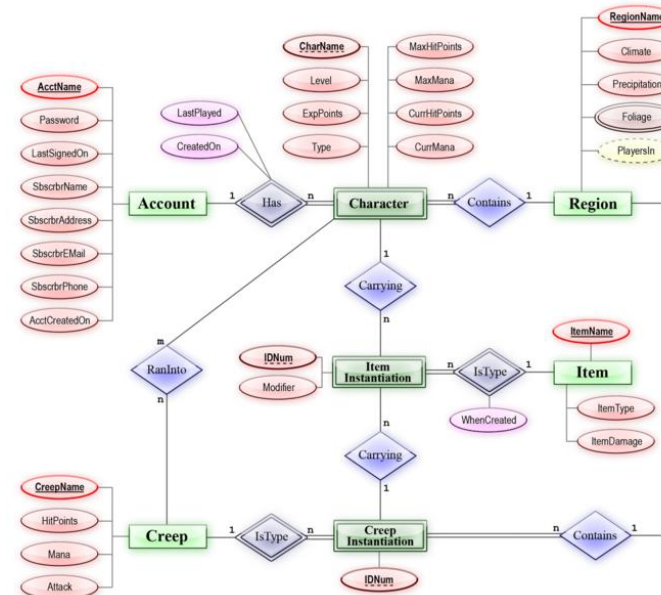 RegionName
CharName
MaxHitPoints
Climate
AcctName
Level
MaxMana
Precipitation
Password
LastPlayed
ExpPoints
CurrHitPoints
Foliage
LastSignedOn
CreatedOn
Type
CurrMana
PlayersIn
SbscrbrName
Account
1
Has
n
Character
n
Contains
1
Region
SbscrbrAddress
SbscrbrEMail
SbscrbrPhone
AcctCreatedOn
1
Carrying
n
m
RanInto
n
IDNum
Modifier
Item
Instantiation
n
IsType
1
Item
ItemName
WhenCreated
ItemType
ItemDamage
n
Carrying
1
CreepName
HitPoints
Mana
Attack
Creep
1
IsType
n
Creep
Instantiation
n
Contains
1
IDNum